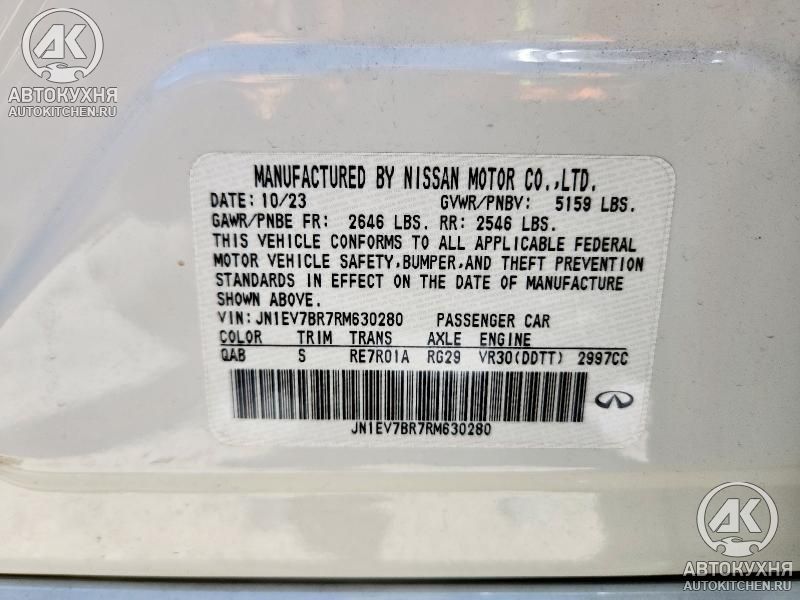 АК
АВТОКУХНЯ
AUTOKITCHEN.RU
MANUFACTURED BY NISSAN MOTOR CO.,LTD.
DATE: 10/23 GVWR/PNBV: 5159 LBS.
GAWR/PNBE FR: 2646 LBS. RR: 2546 LBS.
THIS VEHICLE CONFORMS TO ALL APPLICABLE FEDERAL
MOTOR VEHICLE SAFETY,BUMPER,AND THEFT PREVENTION
STANDARDS IN EFFECT ON THE DATE OF MANUFACTURE
SHOWN ABOVE.
VIN: JN1EV7BR7RM630280 PASSENGER CAR
COLOR TRIM TRANS AXLE ENGINE
QAB S RE7R01A RG29 VR30(DDTT) 2997CC
JN1EV7BR7RM630280
АК
АВТОКУХНЯ
AUTOKITCHEN.RU